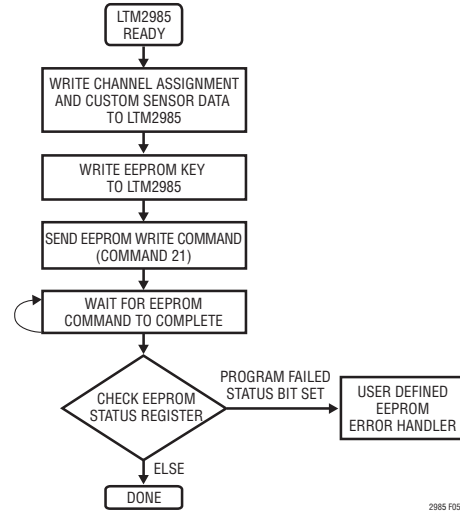 LTM2985
READY
WRITE CHANNEL ASSIGNMENT
AND CUSTOM SENSOR DATA
TO LTM2985
WRITE EEPROM KEY
TO LTM2985
SEND EEPROM WRITE COMMAND
(COMMAND 21)
WAIT FOR EEPROM
COMMAND TO COMPLETE
CHECK EEPROM
STATUS REGISTER
PROGRAM FAILED
STATUS BIT SET
USER DEFINED
EEPROM
ERROR HANDLER
ELSE
DONE
2985 F05